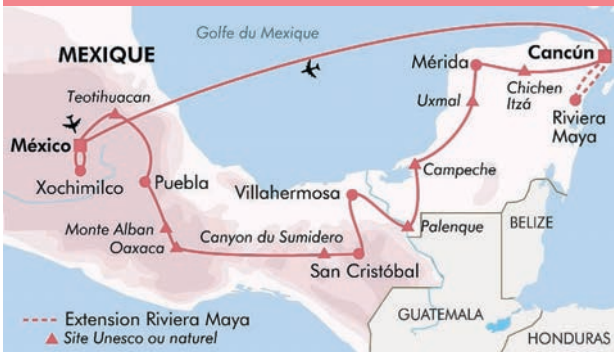 Golfe du Mexique
MEXIQUE
Cancún
Mérida
Teotihuacan
Chichen
Itzá
Uxmal
Riviera
Maya
México
Xochimilco
Puebla
Villahermosa
Campeche
Monte Alban
Oaxaca
Canyon du Sumidero
Palenque
BELIZE
San Cristóbal
GUATEMALA
HONDURAS
Extension Riviera Maya
Site Unesco ou naturel